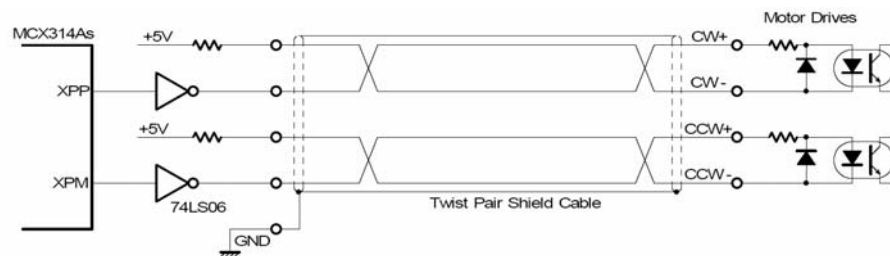 MCX314As
Motor Drives
+5V
CW+
XPP
CW-
+5V
CCW+
XPM
CCW-
74LS06
Twist Pair Shield Cable
GND